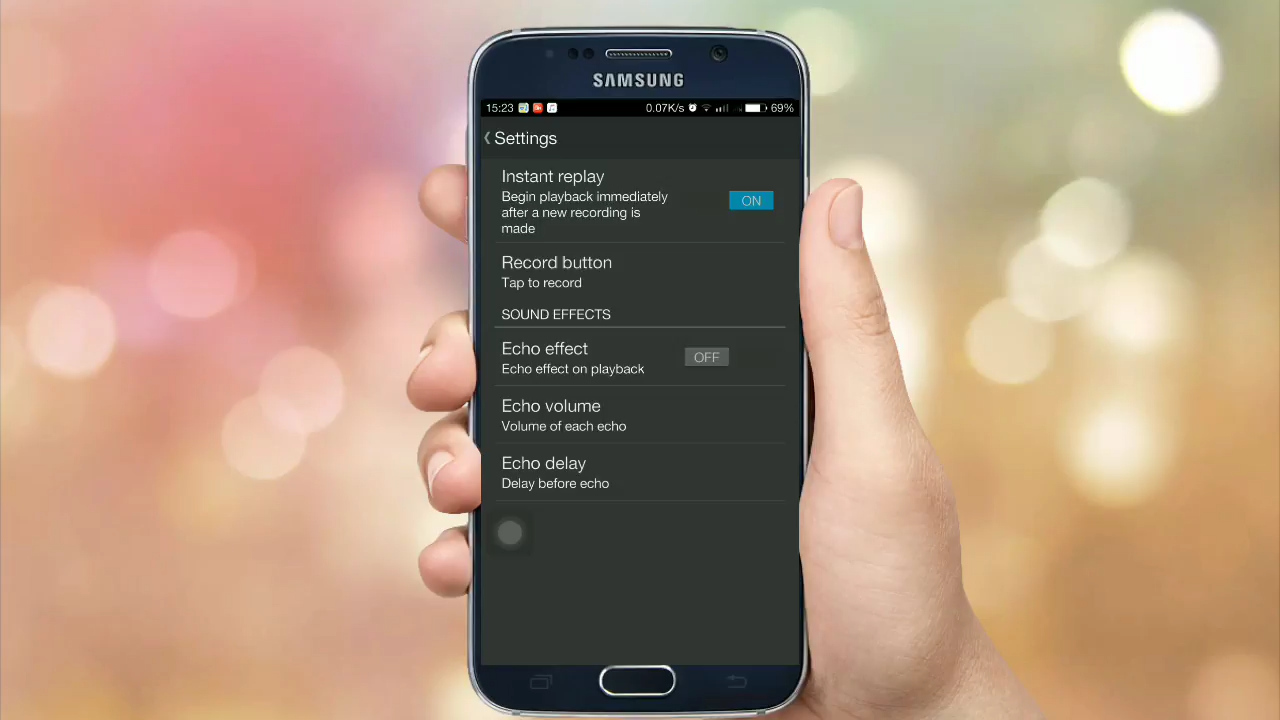 SAMSUNG
15:23 0.07K/s 69%
Settings
Instant replay
Begin playback immediately
after a new recording is
made
ON
Record button
Tap to record
SOUND EFFECTS
Echo effect
Echo effect on playback
OFF
Echo volume
Volume of each echo
Echo delay
Delay before echo